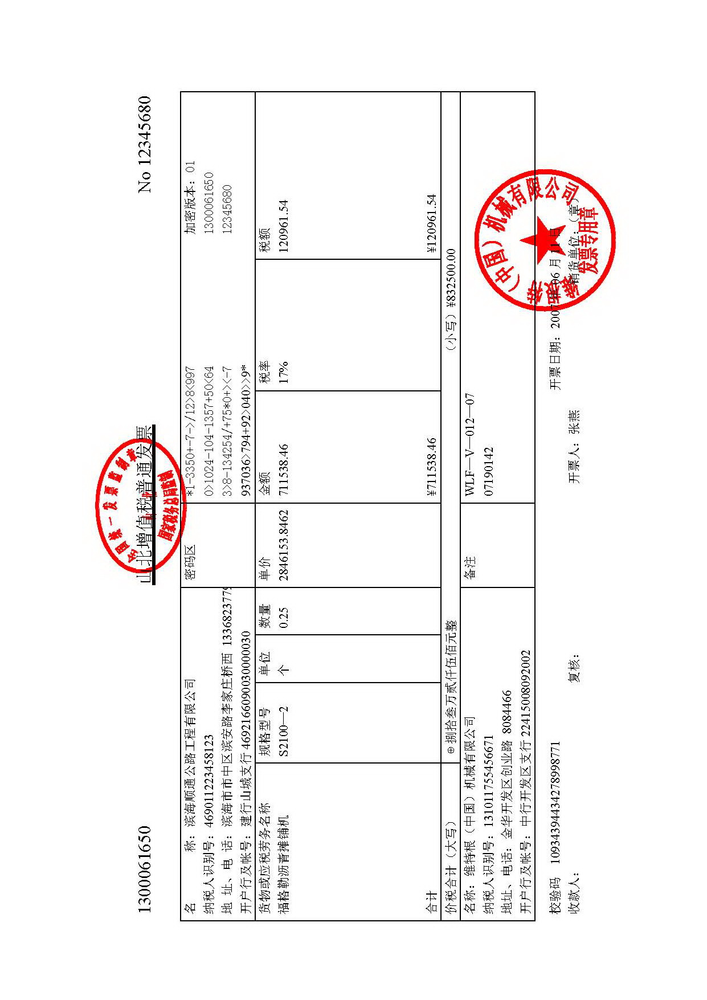 1300061650
山北增值税普通发票
No 12345680
全国统一发票监制章
山 北
国家税务总局监制
名 称：滨海顺通公路工程有限公司
纳税人识别号：469011223458123
地 址、电 话：滨海市市中区滨安路李家庄桥西 1336823779
开户行及帐号：建行山城支行 46921660900300000030
密码区
*1-3350+-7->/12>8<997 加密版本：01
0>1024-104-1357+50<64 1300061650
3>8-134254/+75*0+><-7 12345680
937036>794+92>040>>9*
货物或应税劳务名称 规格型号 单位 数量 单价 金额 税率 税额
福格勒沥青摊铺机 S2100—2 个 0.25 2846153.8462 711538.46 17% 120961.54
合计 ¥711538.46 ¥120961.54
价税合计（大写） ⊕捌拾叁万贰仟伍佰元整 （小写）¥832500.00
名称：维特根（中国）机械有限公司
纳税人识别号：131011755456671
地址、电话：金华开发区创业路 8084466
开户行及帐号：中行开发区支行 22415008092002
备注
WLF—V—012—07
07190142
校验码 10934394434278998771 开票日期：2007年 06 月 11 日
收款人： 复核： 开票人：张燕 销货单位：（章）
维特根（中国）机械有限公司
发票专用章